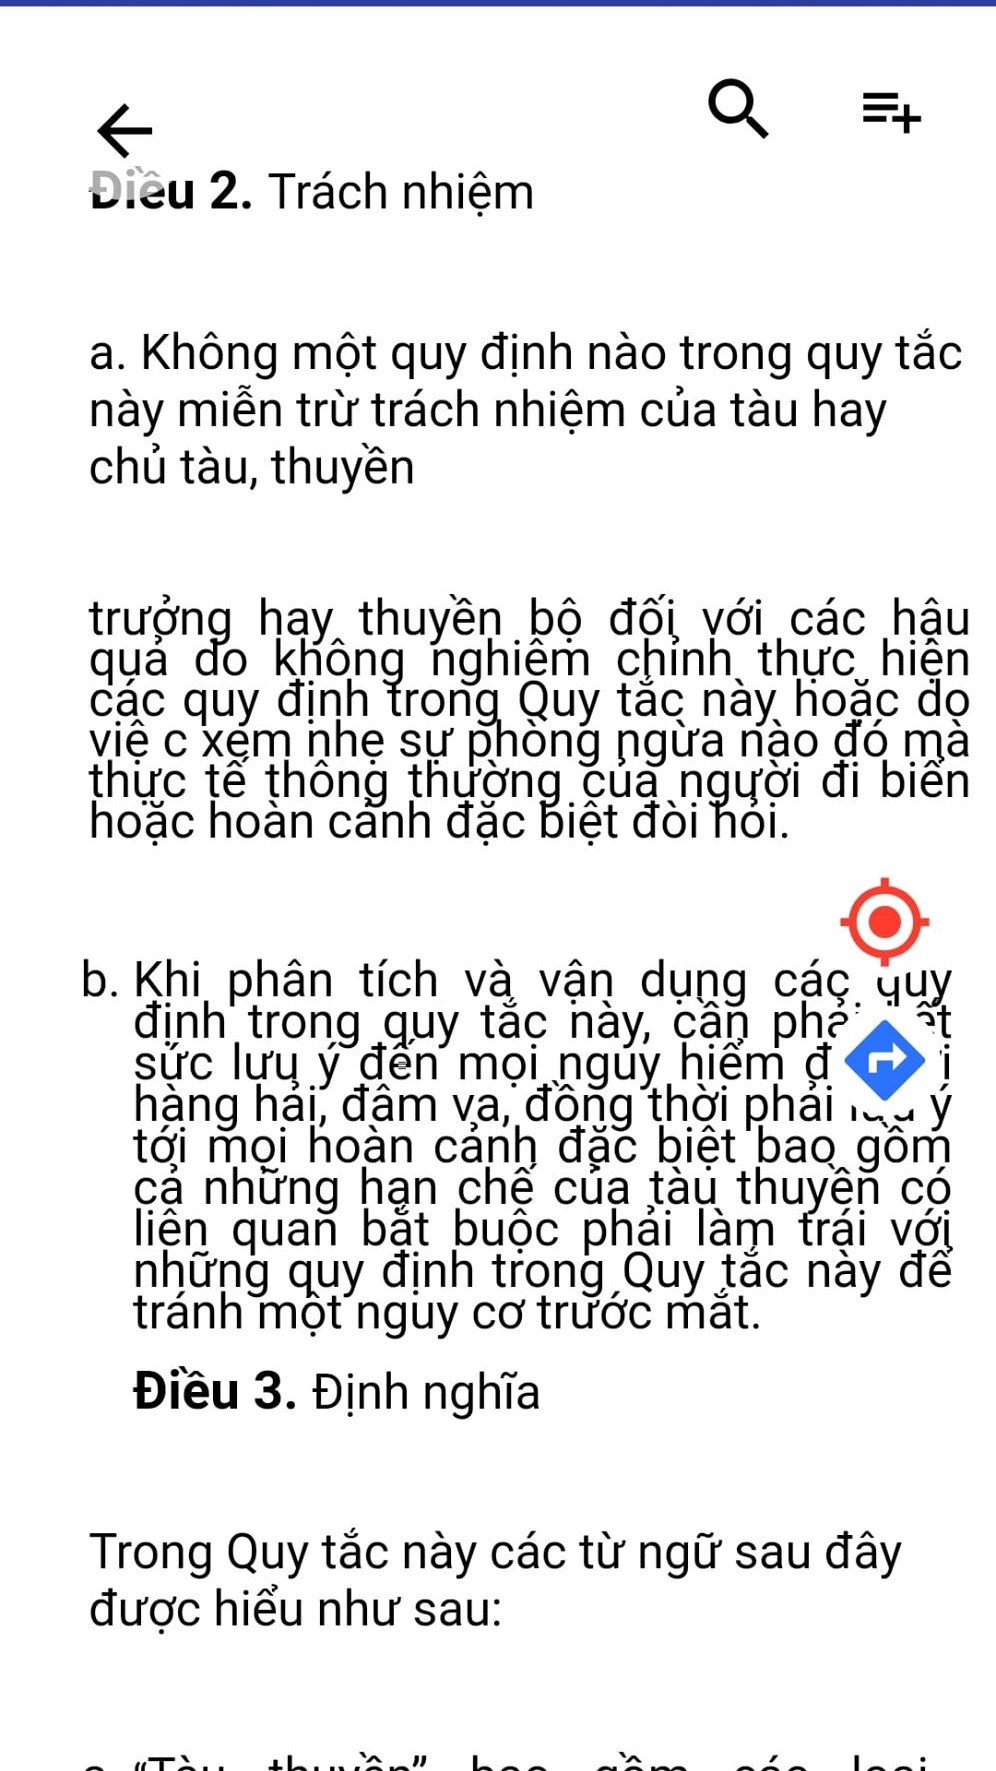 Điều 2. Trách nhiệm
a. Không một quy định nào trong quy tắc
này miễn trừ trách nhiệm của tàu hay
chủ tàu, thuyền
trưởng hay thuyền bộ đối với các hậu
quả do không nghiêm chỉnh thực hiện
các quy định trong Quy tắc này hoặc do
việ c xem nhẹ sự phòng ngừa nào đó mà
thực tế thông thường của người đi biển
hoặc hoàn cảnh đặc biệt đòi hỏi.
b. Khi phân tích và vận dụng các quy
định trong quy tắc này, cần phải
sức lưu ý đến mọi nguy hiểm
hàng hải, đâm va, đồng thời phải lưu ý
tới mọi hoàn cảnh đặc biệt bao gồm
cả những hạn chế của tàu thuyền có
liên quan bắt buộc phải làm trái với
những quy định trong Quy tắc này để
tránh một nguy cơ trước mắt.
Điều 3. Định nghĩa
Trong Quy tắc này các từ ngữ sau đây
được hiểu như sau:
"Tàu thuyền" bao gồm các loại